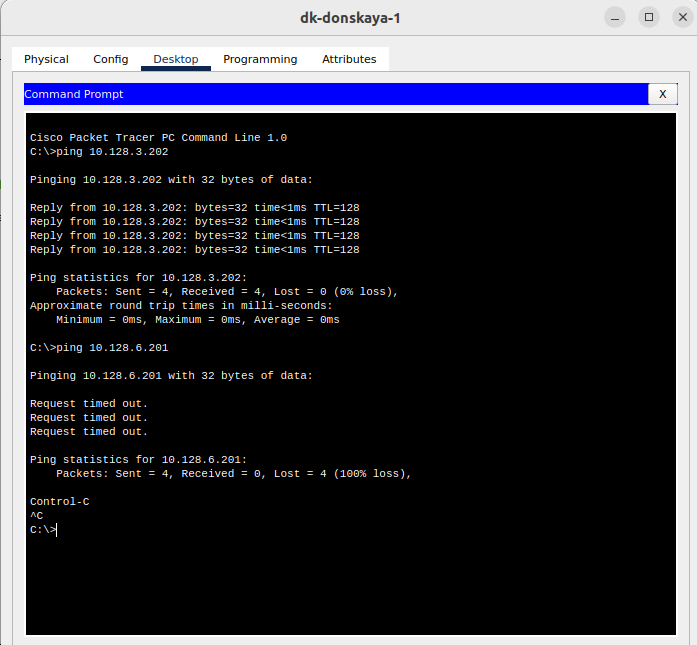 dk-donskaya-1
Physical Config Desktop Programming Attributes
Command Prompt X
Cisco Packet Tracer PC Command Line 1.0
C:\>ping 10.128.3.202
Pinging 10.128.3.202 with 32 bytes of data:
Reply from 10.128.3.202: bytes=32 time<1ms TTL=128
Reply from 10.128.3.202: bytes=32 time<1ms TTL=128
Reply from 10.128.3.202: bytes=32 time<1ms TTL=128
Reply from 10.128.3.202: bytes=32 time<1ms TTL=128
Ping statistics for 10.128.3.202:
Packets: Sent = 4, Received = 4, Lost = 0 (0% loss),
Approximate round trip times in milli-seconds:
Minimum = 0ms, Maximum = 0ms, Average = 0ms
C:\>ping 10.128.6.201
Pinging 10.128.6.201 with 32 bytes of data:
Request timed out.
Request timed out.
Request timed out.
Ping statistics for 10.128.6.201:
Packets: Sent = 4, Received = 0, Lost = 4 (100% loss),
Control-C
^C
C:\>